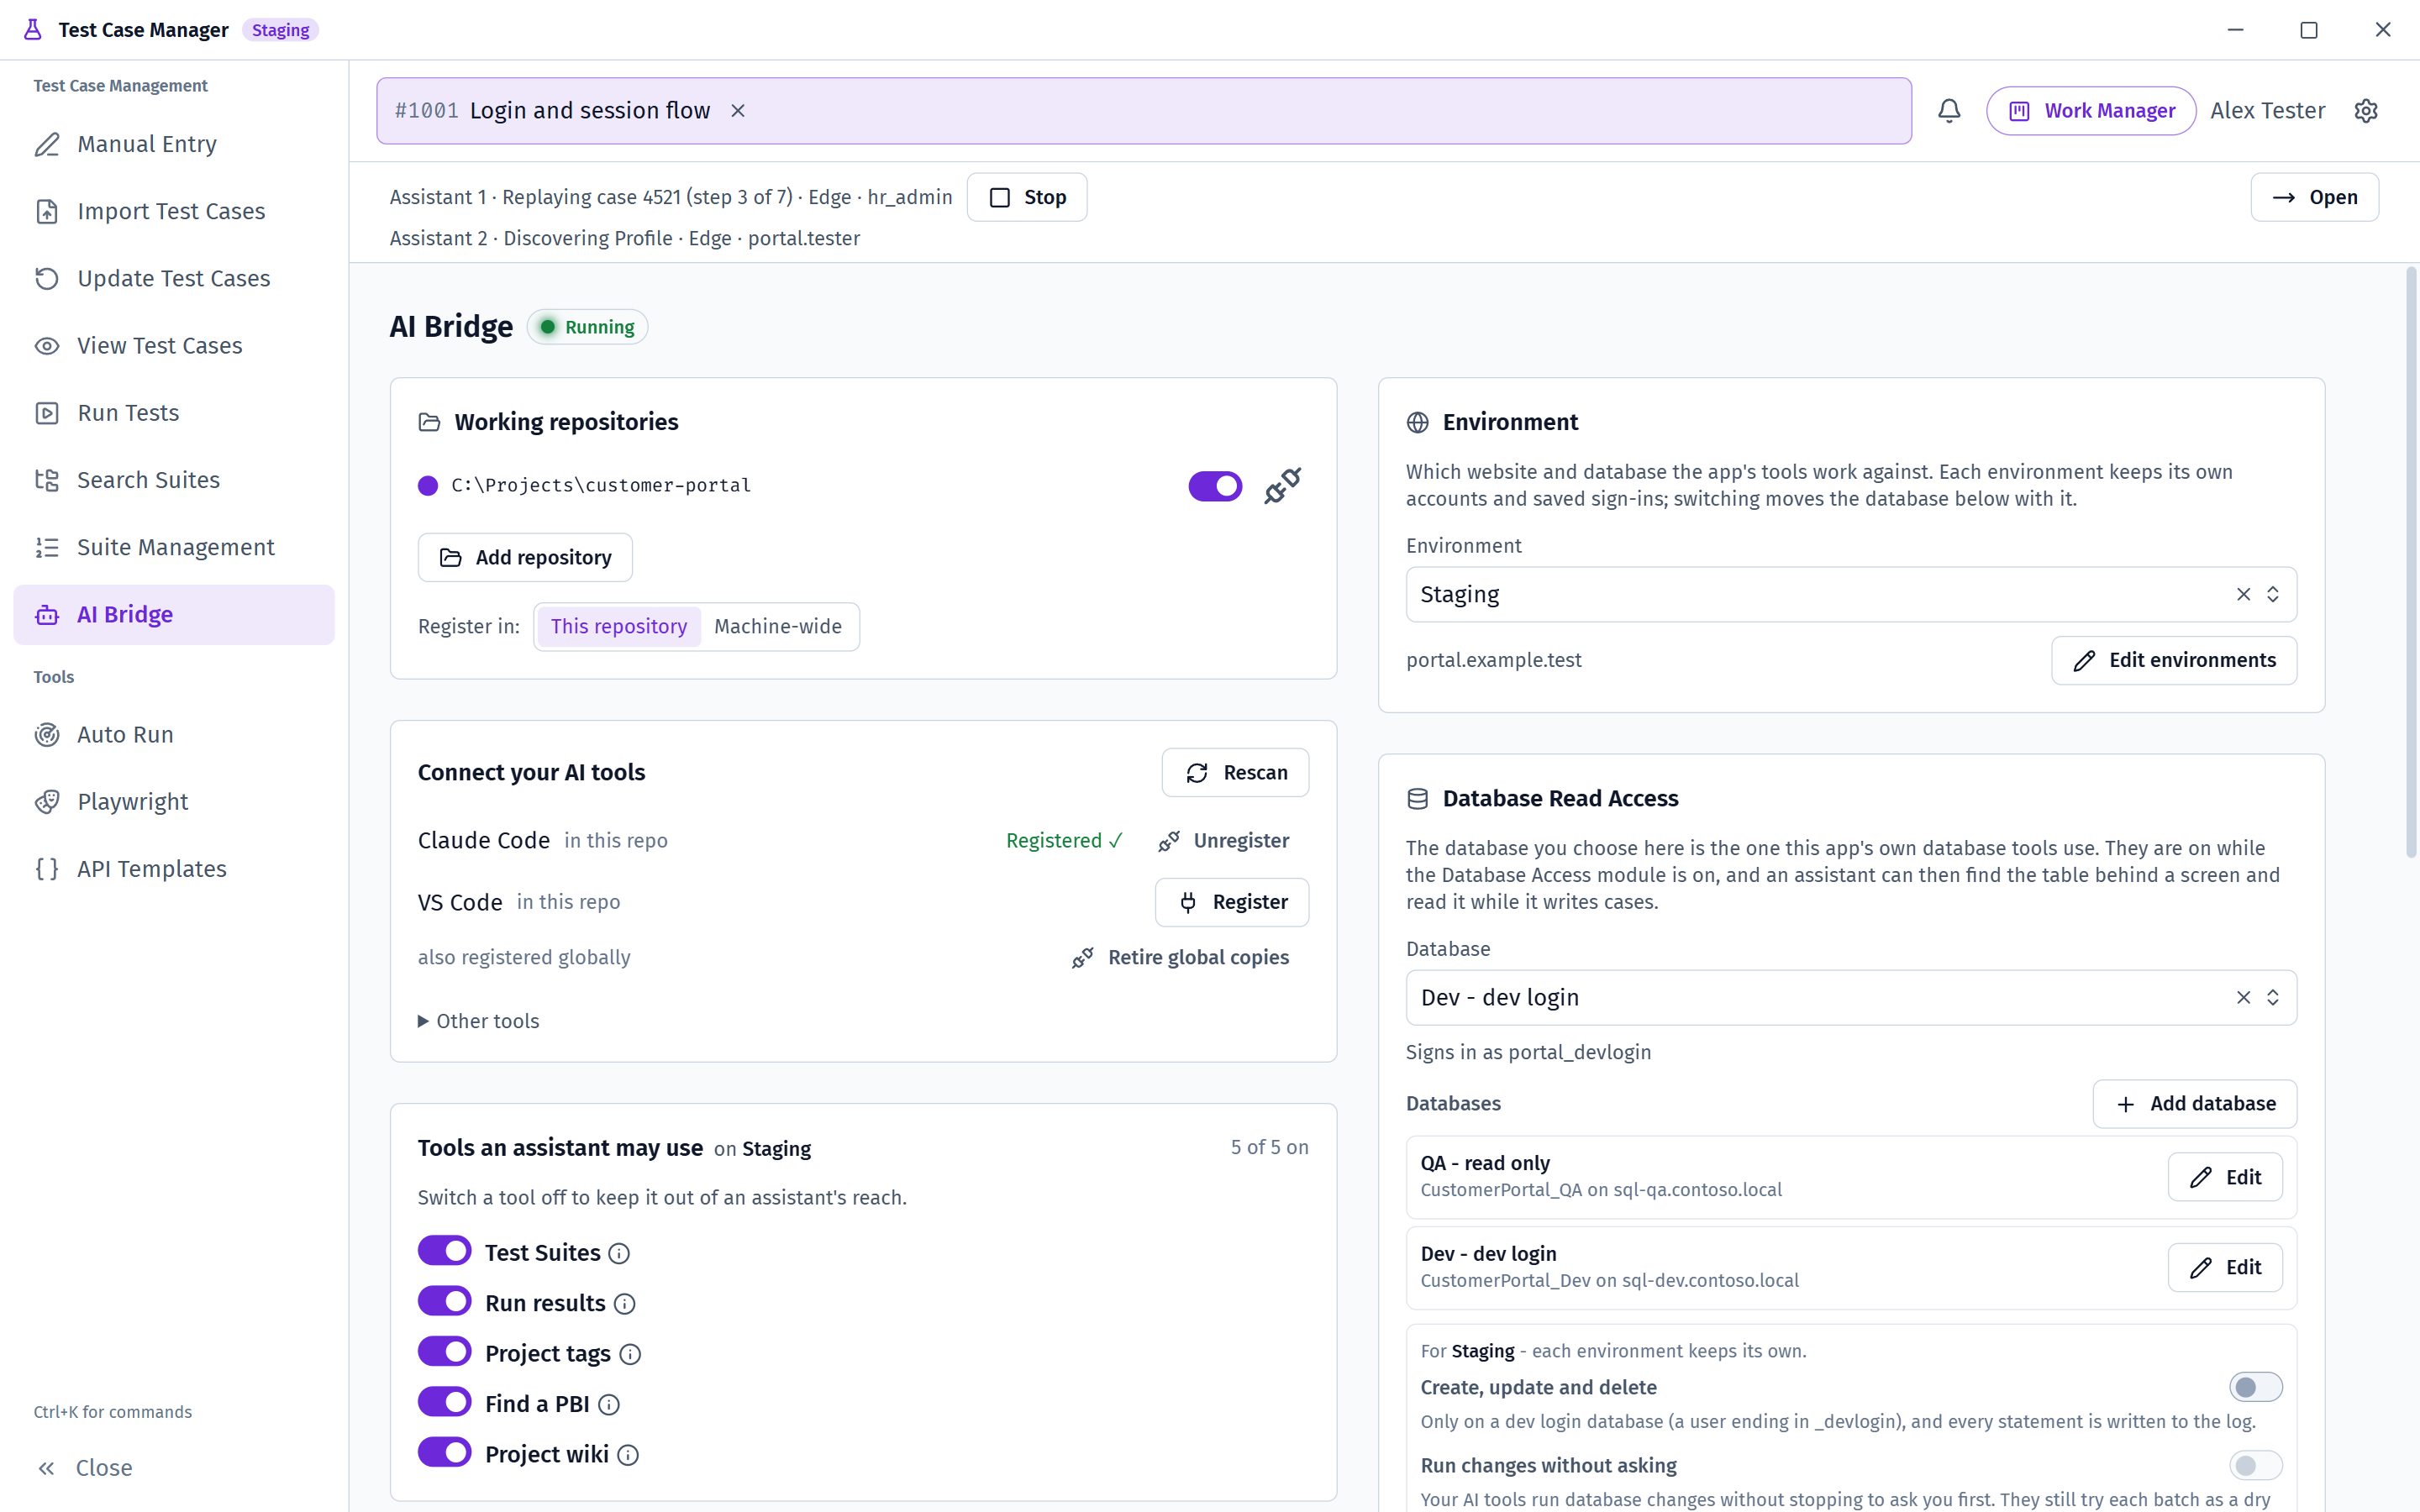 Test Case Manager Staging
Test Case Management
Manual Entry
Import Test Cases
Update Test Cases
View Test Cases
Run Tests
Search Suites
Suite Management
AI Bridge
Tools
Auto Run
Playwright
API Templates
Ctrl+K for commands
Close
#1001 Login and session flow
Work Manager
Alex Tester
Assistant 1 · Replaying case 4521 (step 3 of 7) · Edge · hr_admin Stop
Open
Assistant 2 · Discovering Profile · Edge · portal.tester
AI Bridge Running
Working repositories
C:\Projects\customer-portal
Add repository
Register in: This repository Machine-wide
Connect your AI tools Rescan
Claude Code in this repo Registered ✓ Unregister
VS Code in this repo Register
also registered globally Retire global copies
Other tools
Tools an assistant may use on Staging 5 of 5 on
Switch a tool off to keep it out of an assistant's reach.
Test Suites
Run results
Project tags
Find a PBI
Project wiki
Environment
Which website and database the app's tools work against. Each environment keeps its own
accounts and saved sign-ins; switching moves the database below with it.
Environment
Staging
portal.example.test Edit environments
Database Read Access
The database you choose here is the one this app's own database tools use. They are on while
the Database Access module is on, and an assistant can then find the table behind a screen and
read it while it writes cases.
Database
Dev - dev login
Signs in as portal_devlogin
Databases Add database
QA - read only
CustomerPortal_QA on sql-qa.contoso.local
Edit
Dev - dev login
CustomerPortal_Dev on sql-dev.contoso.local
Edit
For Staging - each environment keeps its own.
Create, update and delete
Only on a dev login database (a user ending in _devlogin), and every statement is written to the log.
Run changes without asking
Your AI tools run database changes without stopping to ask you first. They still try each batch as a dry